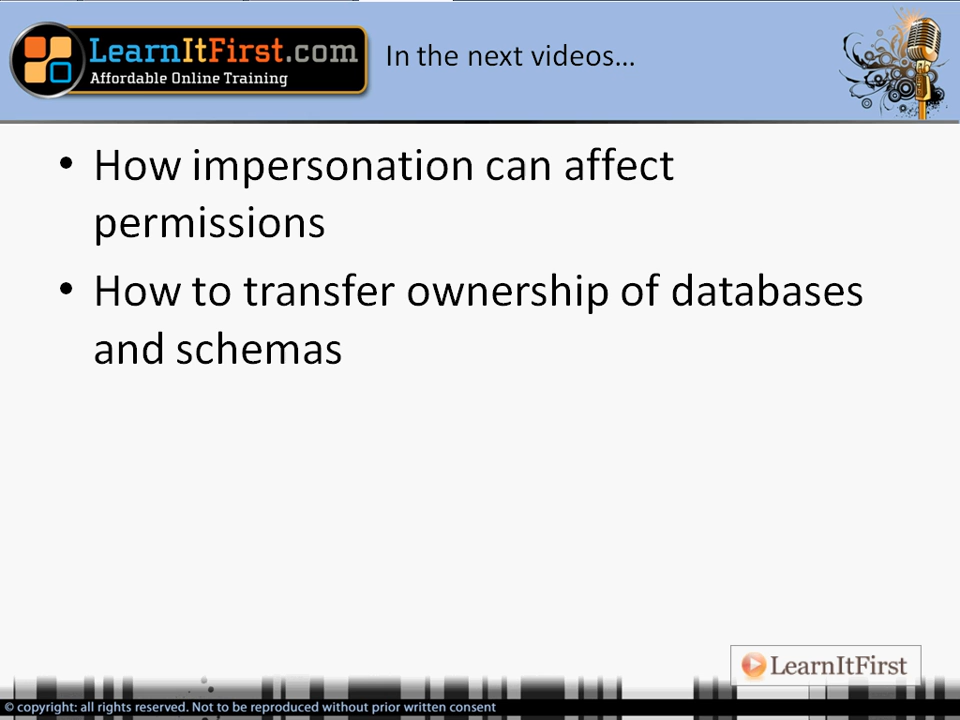 LearnItFirst.com
Affordable Online Training
In the next videos...
• How impersonation can affect
permissions
• How to transfer ownership of databases
and schemas
LearnItFirst
© copyright: all rights reserved. Not to be reproduced without prior written consent